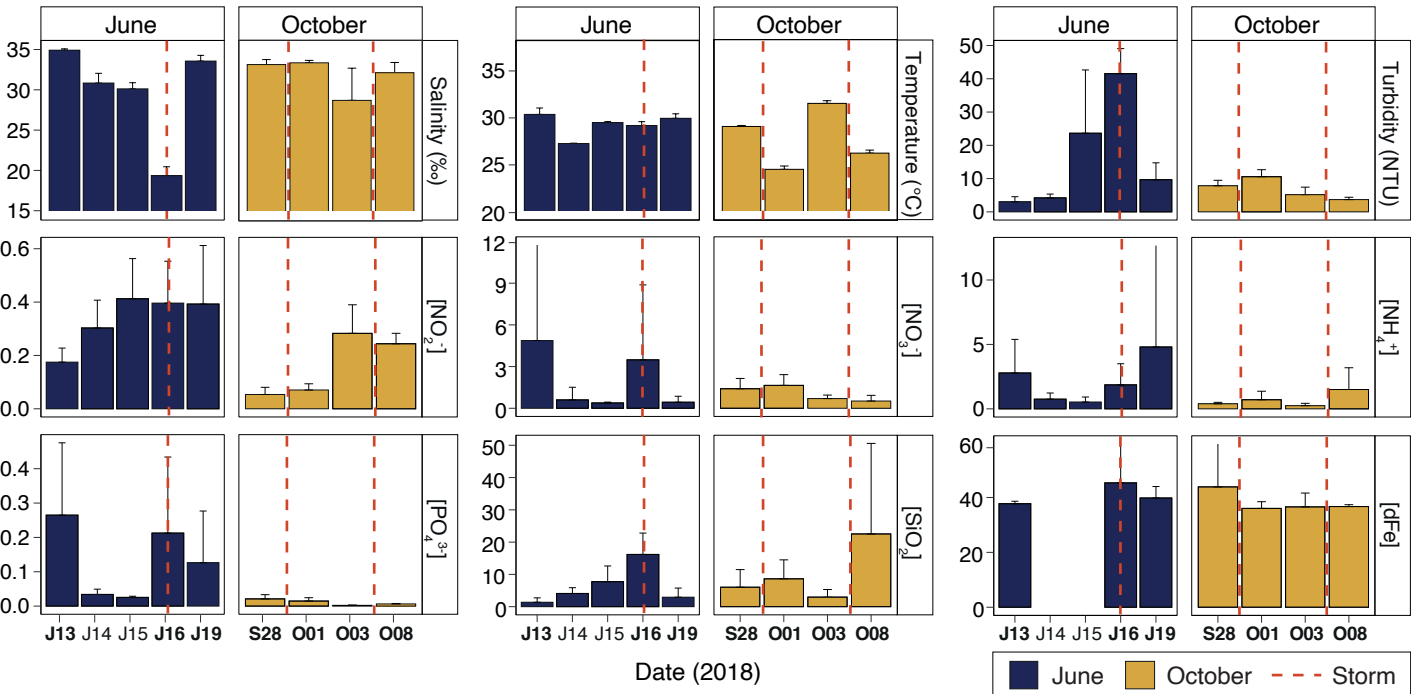 June October
June October
June October
35
30
25
20
15
Salinity (‰)
35
30
25
20
Temperature (°C)
50
40
30
20
10
0
Turbidity (NTU)
0.6
0.4
0.2
0.0
[NO₂⁻]
12
9
6
3
0
[NO₃⁻]
10
5
0
[NH₄⁺]
0.4
0.3
0.2
0.1
0.0
[PO₄³⁻]
50
40
30
20
10
0
[SiO₂]
60
40
20
0
[dFe]
J13 J14 J15 J16 J19 S28 O01 O03 O08
J13 J14 J15 J16 J19 S28 O01 O03 O08
J13 J14 J15 J16 J19 S28 O01 O03 O08
Date (2018)
June October Storm